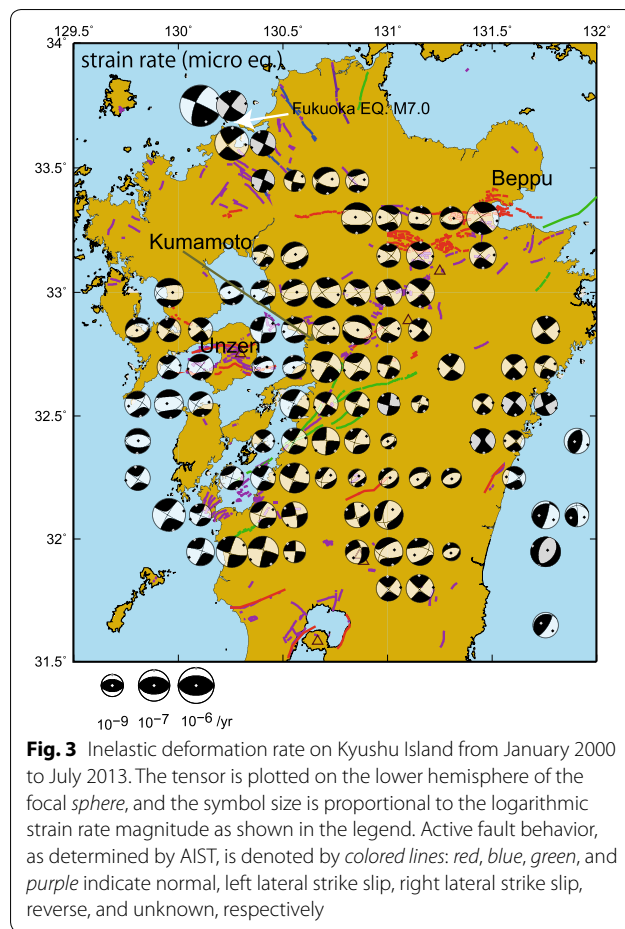 129.5° 130° 130.5° 131° 131.5° 132°
34°
strain rate (micro eq.)
Fukuoka EQ. M7.0
33.5°
Beppu
Kumamoto
33°
Unzen
32.5°
32°
31.5°
10−9 10−7 10−6 /yr
Fig. 3 Inelastic deformation rate on Kyushu Island from January 2000
to July 2013. The tensor is plotted on the lower hemisphere of the
focal sphere, and the symbol size is proportional to the logarithmic
strain rate magnitude as shown in the legend. Active fault behavior,
as determined by AIST, is denoted by colored lines: red, blue, green, and
purple indicate normal, left lateral strike slip, right lateral strike slip,
reverse, and unknown, respectively